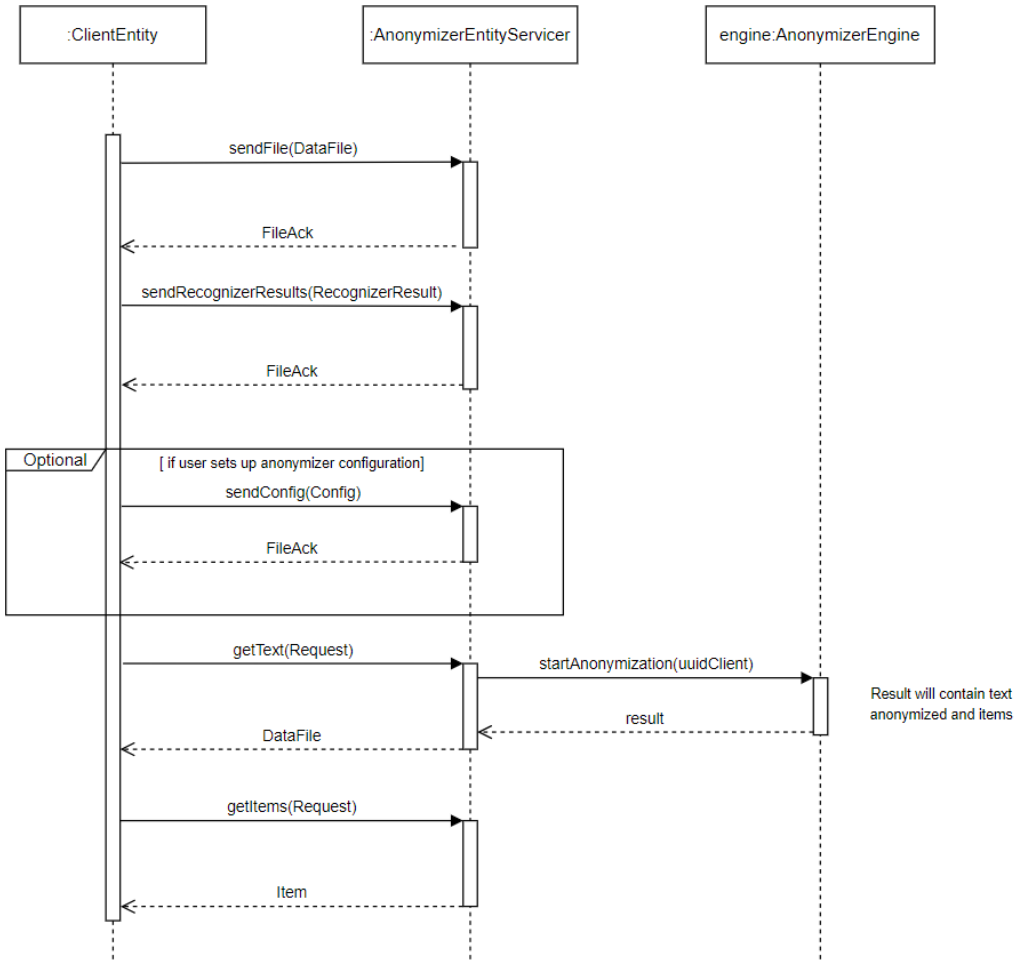 :ClientEntity
:AnonymizerEntityServicer
engine:AnonymizerEngine
sendFile(DataFile)
FileAck
sendRecognizerResults(RecognizerResult)
FileAck
Optional
[ if user sets up anonymizer configuration]
sendConfig(Config)
FileAck
getText(Request)
startAnonymization(uuidClient)
Result will contain text
anonymized and items
result
DataFile
getItems(Request)
Item